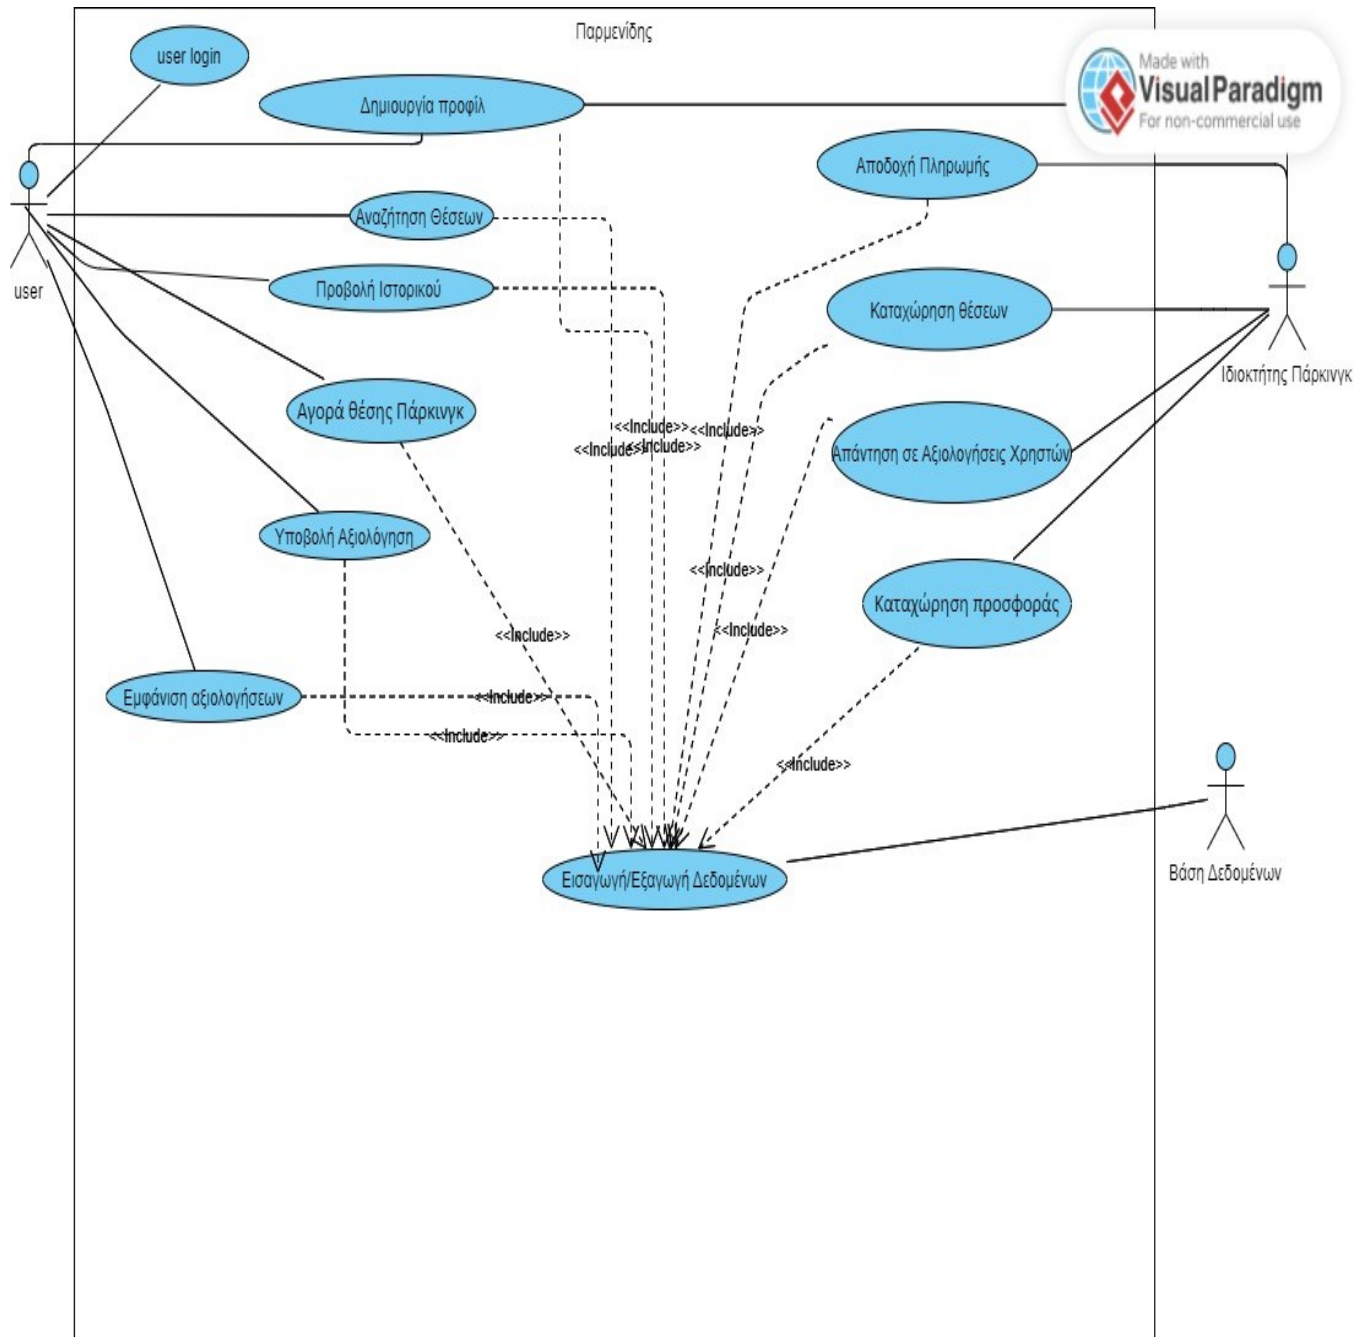 Παρμενίδης
Made with
Visual Paradigm
For non-commercial use
user login
Δημιουργία προφίλ
Αποδοχή Πληρωμής
Αναζήτηση Θέσεων
user
Προβολή Ιστορικού
Καταχώρηση θέσεων
Ιδιοκτήτης Πάρκινγκ
Αγορά θέσης Πάρκινγκ
<<Include>>
<<Include>>
<<Include>>
<<Include>>
Απάντηση σε Αξιολογήσεις Χρηστών
Υποβολή Αξιολόγηση
<<Include>>
Καταχώρηση προσφοράς
<<Include>>
<<Include>>
Εμφάνιση αξιολογήσεων
<<Include>>
<<Include>>
<<Include>>
Εισαγωγή/Εξαγωγή Δεδομένων
Βάση Δεδομένων